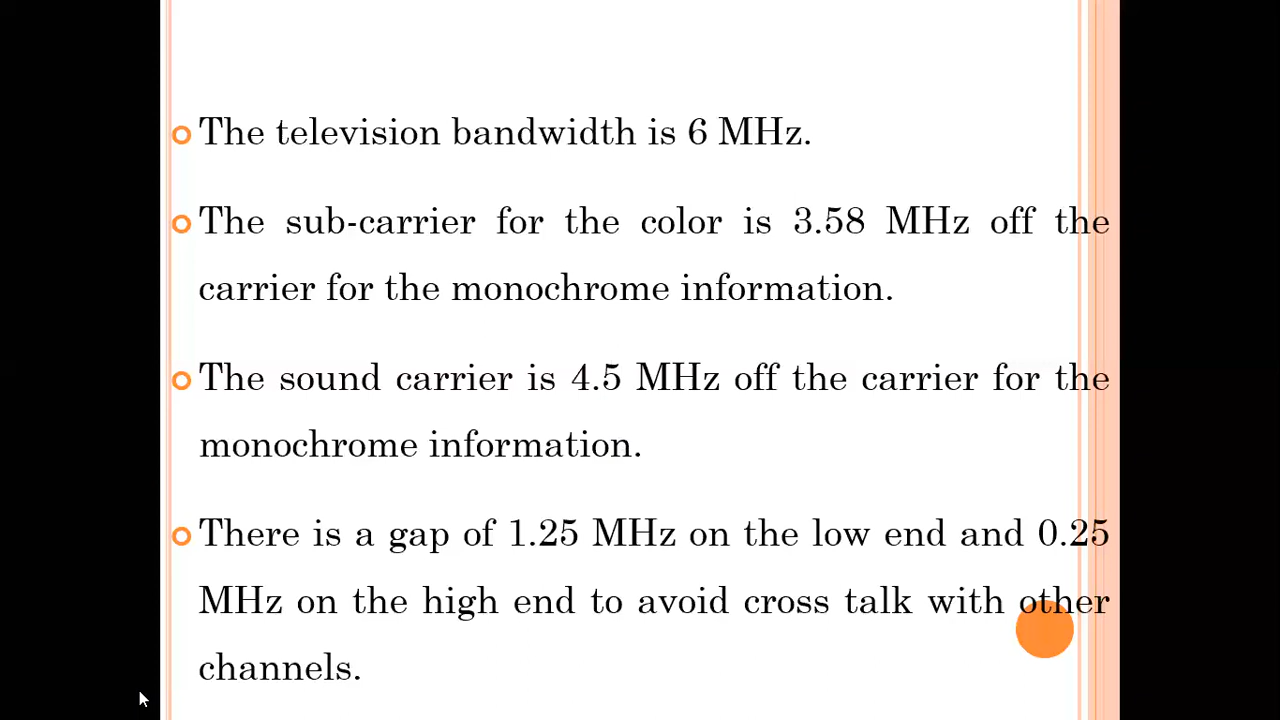 The television bandwidth is 6 MHz.
The sub-carrier for the color is 3.58 MHz off the
carrier for the monochrome information.
The sound carrier is 4.5 MHz off the carrier for the
monochrome information.
There is a gap of 1.25 MHz on the low end and 0.25
MHz on the high end to avoid cross talk with other
channels.